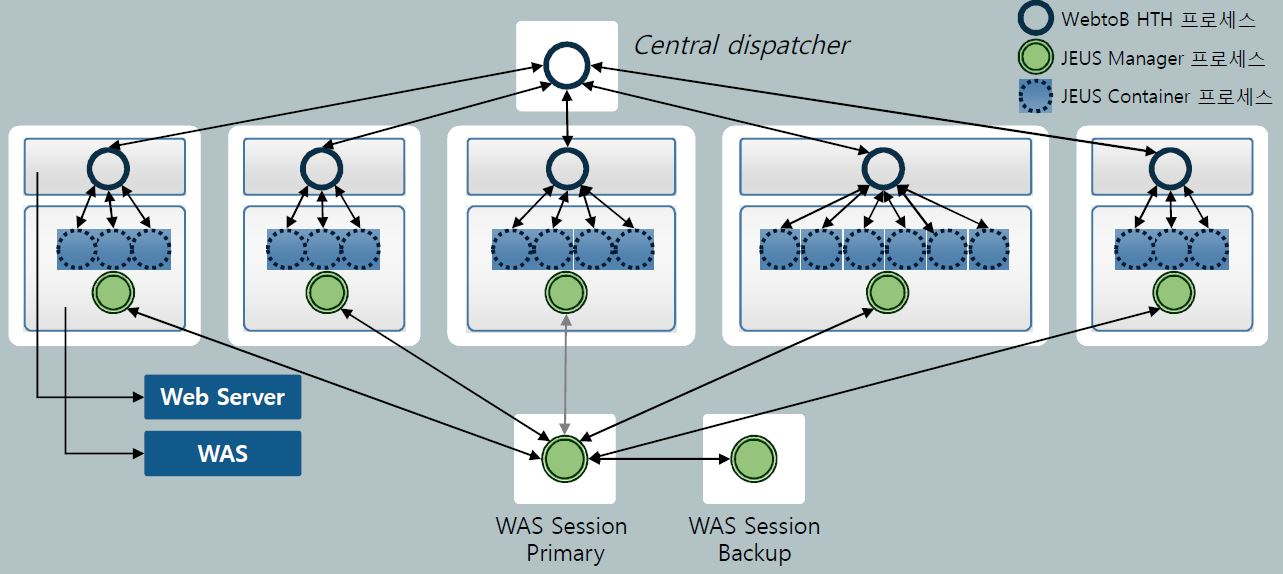 Central dispatcher
WebtoB HTH 프로세스
JEUS Manager 프로세스
JEUS Container 프로세스
Web Server
WAS
WAS Session
Primary
WAS Session
Backup